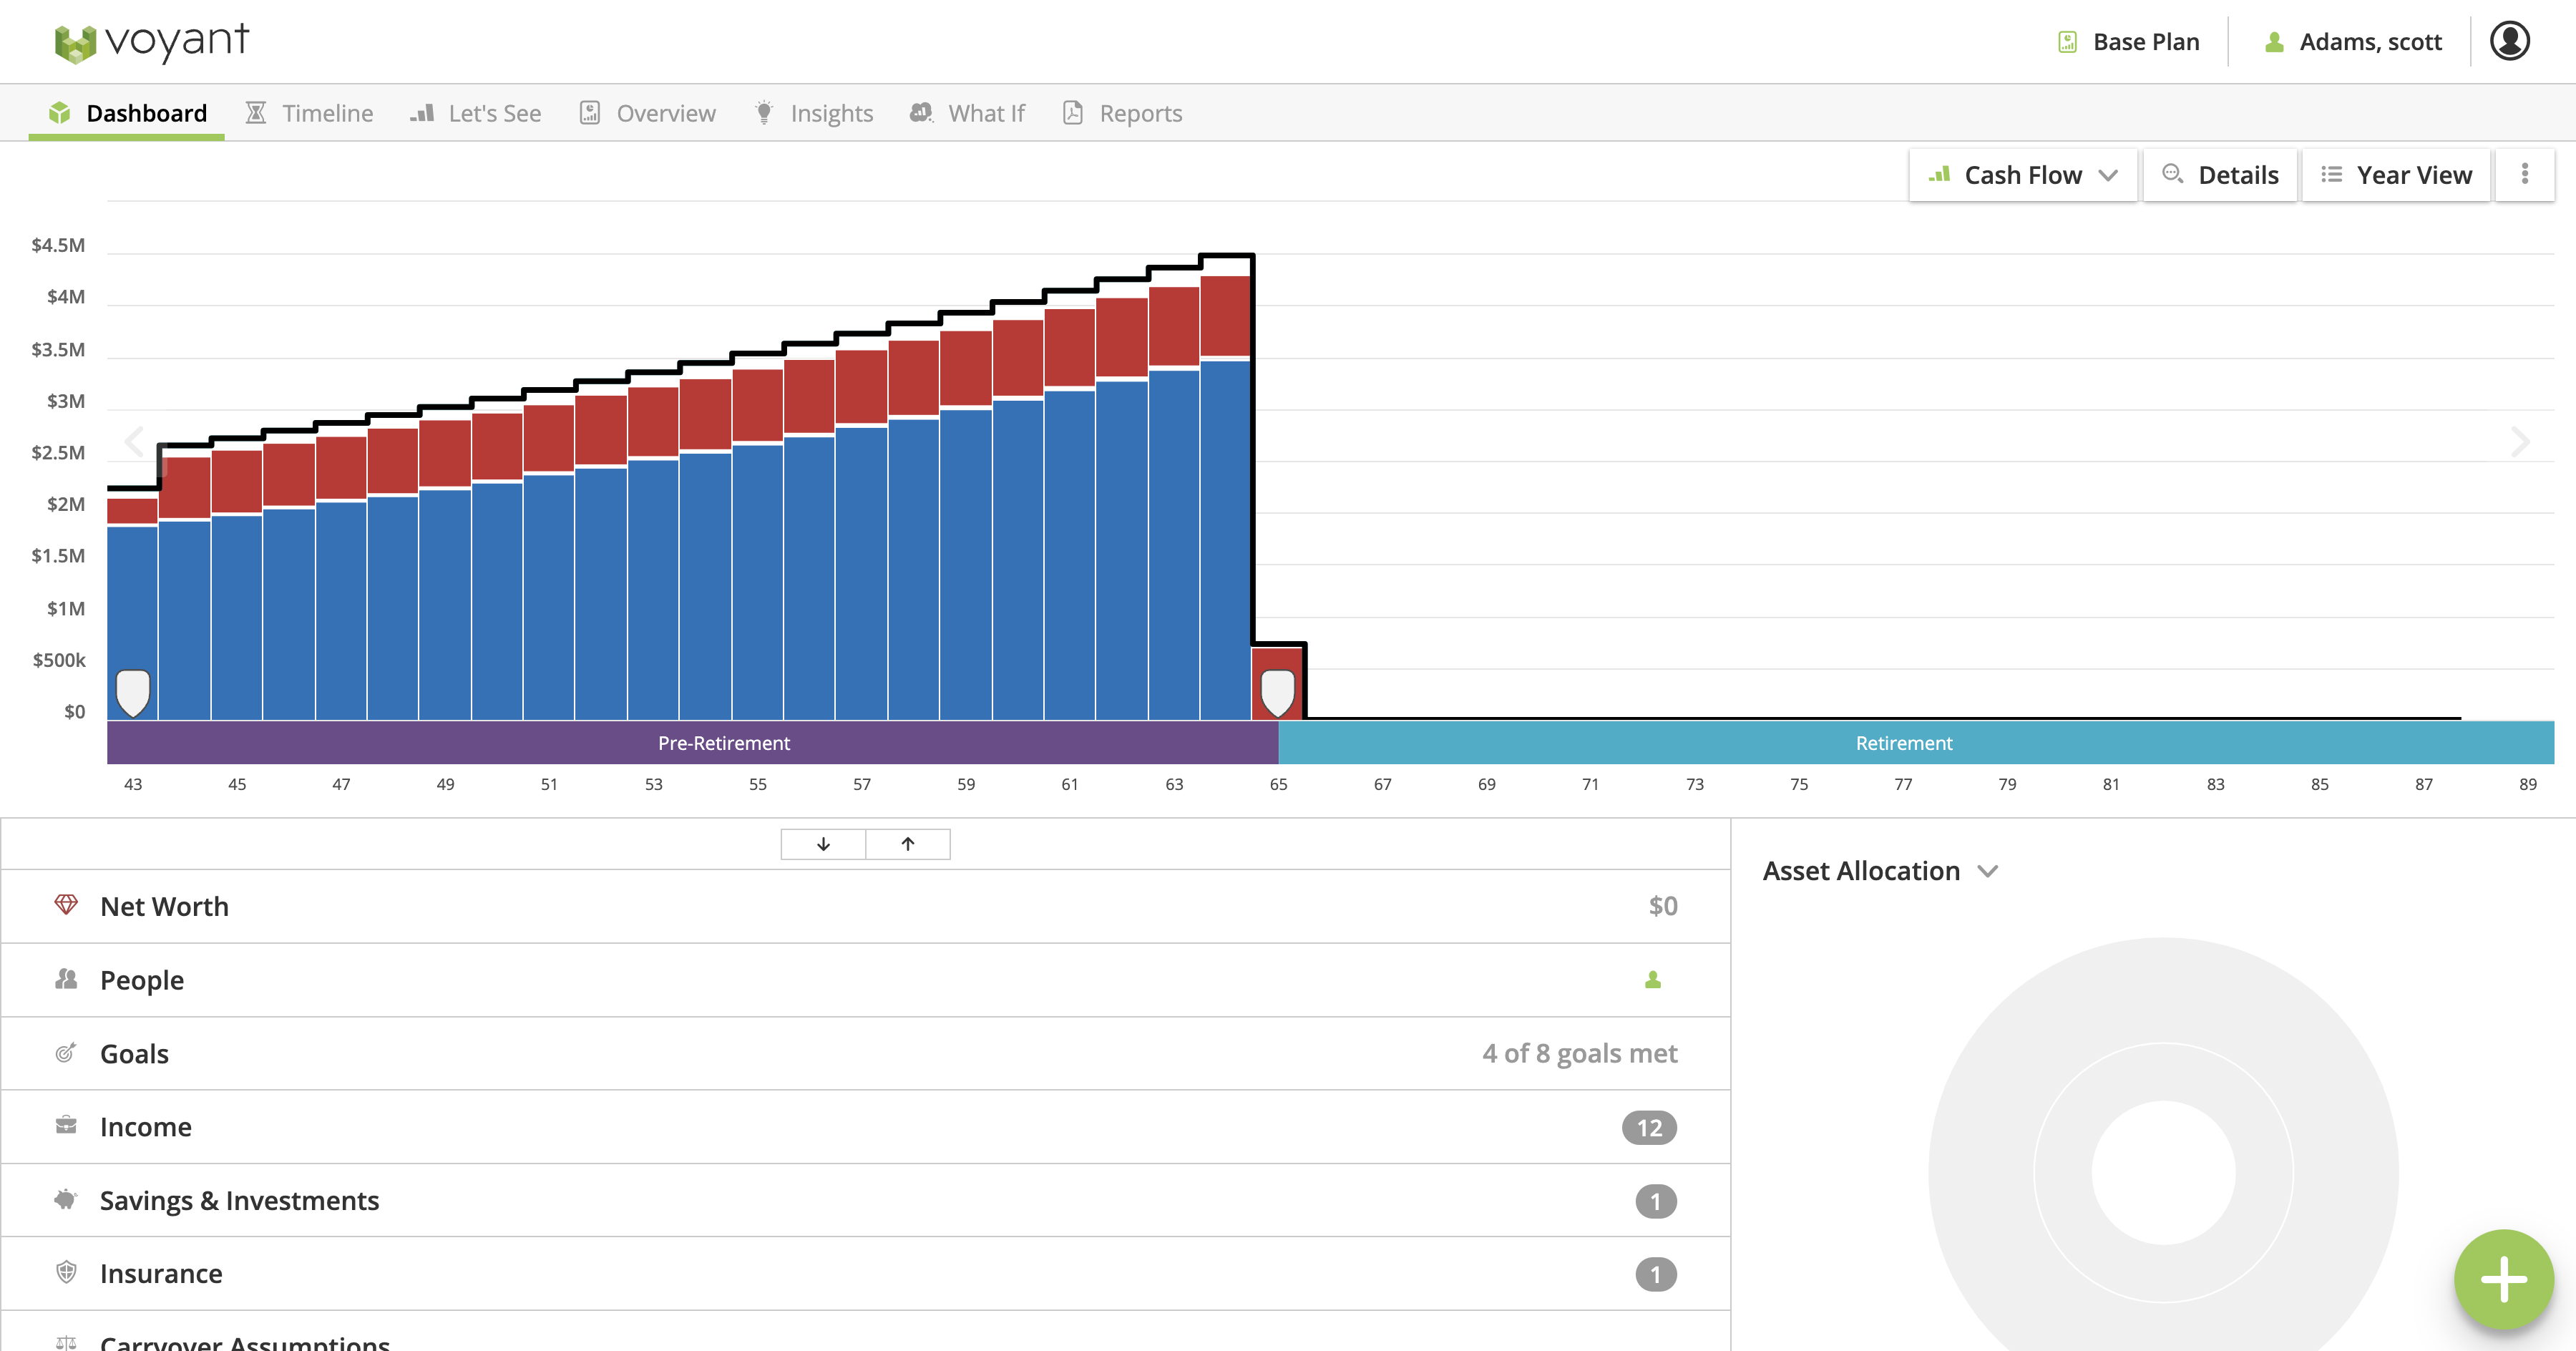 voyant
Base Plan
Adams, scott
Dashboard
Timeline
Let's See
Overview
Insights
What If
Reports
Cash Flow
Details
Year View
$4.5M
$4M
$3.5M
$3M
$2.5M
$2M
$1.5M
$1M
$500k
$0
Pre-Retirement
Retirement
43 45 47 49 51 53 55 57 59 61 63 65 67 69 71 73 75 77 79 81 83 85 87 89
Net Worth $0
People
Goals 4 of 8 goals met
Income 12
Savings & Investments 1
Insurance 1
Carryover Assumptions
Asset Allocation